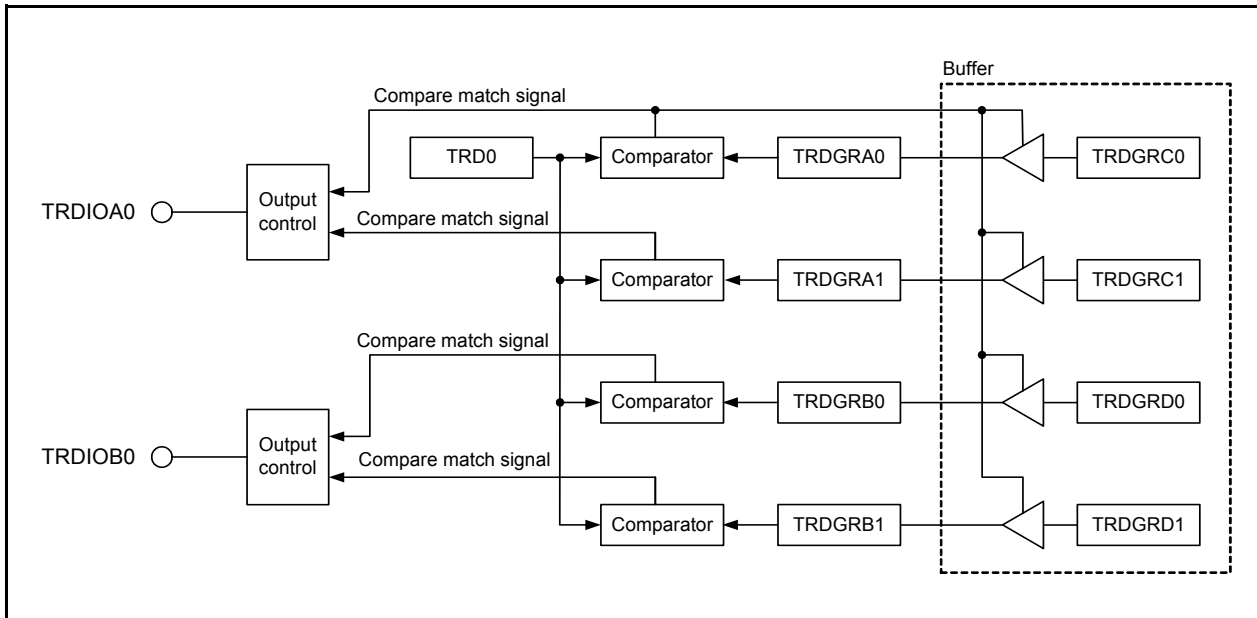 Buffer
Compare match signal
TRD0
Comparator
TRDGRA0
TRDGRC0
TRDIOA0
Output
control
Compare match signal
Comparator
TRDGRA1
TRDGRC1
Compare match signal
Comparator
TRDGRB0
TRDGRD0
TRDIOB0
Output
control
Compare match signal
Comparator
TRDGRB1
TRDGRD1